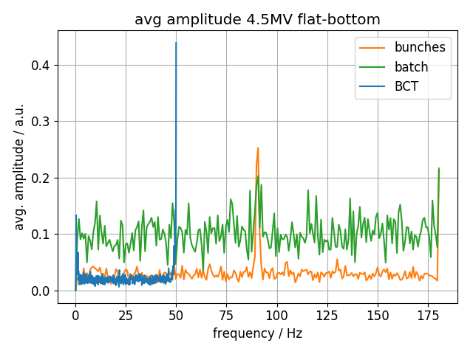 avg amplitude 4.5MV flat-bottom
bunches
batch
BCT
avg. amplitude / a.u.
0.4
0.3
0.2
0.1
0.0
0 25 50 75 100 125 150 175
frequency / Hz